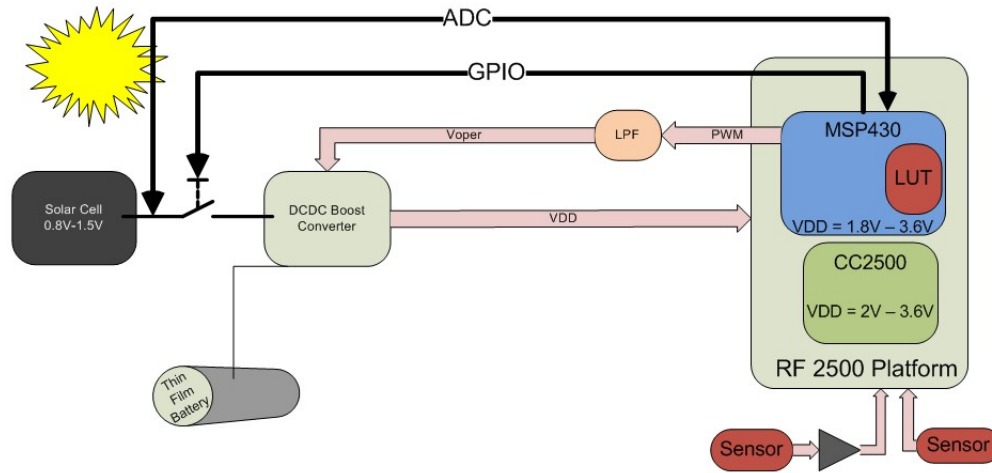 ADC
GPIO
Voper
LPF
PWM
MSP430
LUT
VDD = 1.8V – 3.6V
Solar Cell
0.8V-1.5V
DCDC Boost
Converter
VDD
CC2500
VDD = 2V – 3.6V
RF 2500 Platform
Thin
Film
Battery
Sensor
Sensor